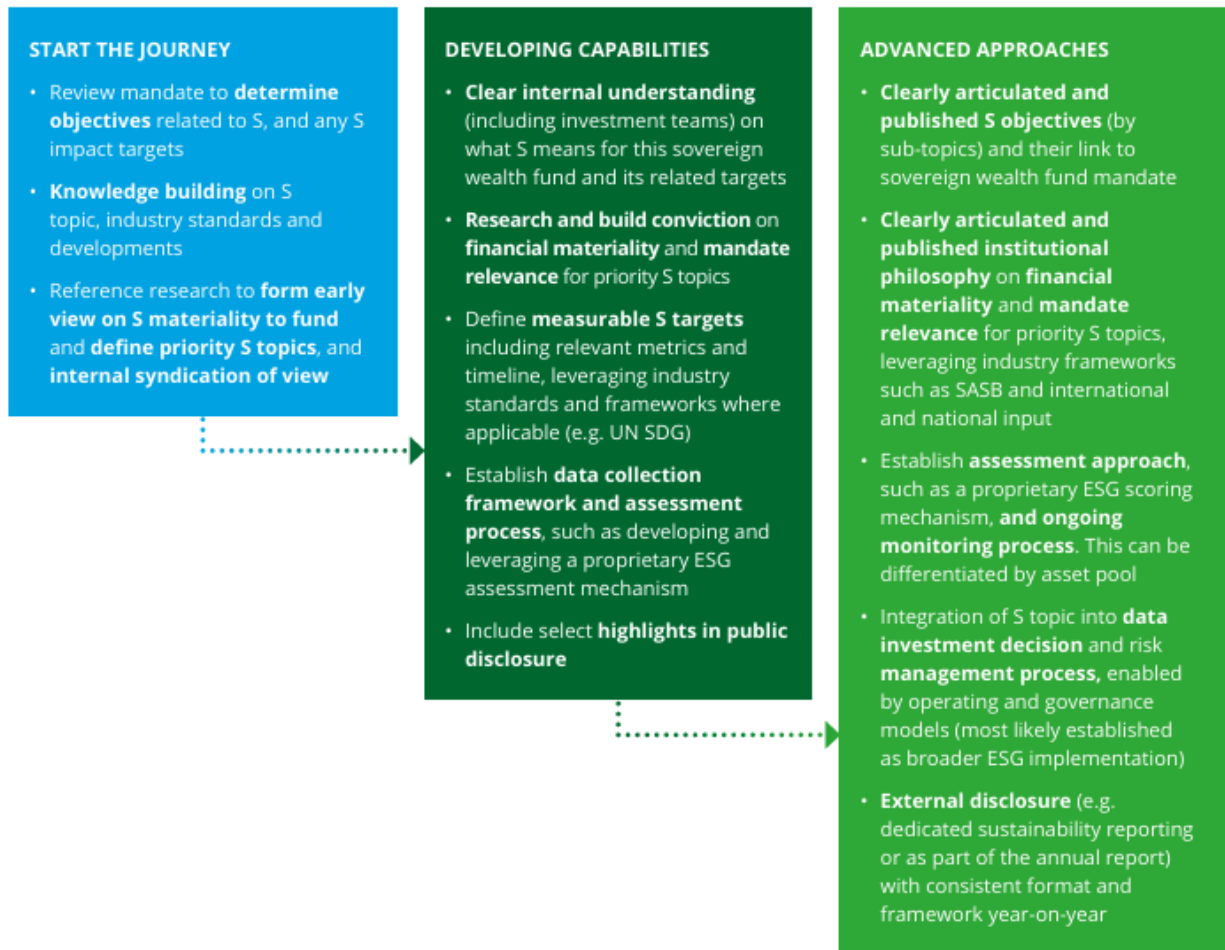 START THE JOURNEY
• Review mandate to determine
objectives related to S, and any S
impact targets
• Knowledge building on S
topic, industry standards and
developments
• Reference research to form early
view on S materiality to fund
and define priority S topics, and
internal syndication of view
DEVELOPING CAPABILITIES
• Clear internal understanding
(including investment teams) on
what S means for this sovereign
wealth fund and its related targets
• Research and build conviction on
financial materiality and mandate
relevance for priority S topics
• Define measurable S targets
including relevant metrics and
timeline, leveraging industry
standards and frameworks where
applicable (e.g. UN SDG)
• Establish data collection
framework and assessment
process, such as developing and
leveraging a proprietary ESG
assessment mechanism
• Include select highlights in public
disclosure
ADVANCED APPROACHES
• Clearly articulated and
published S objectives (by
sub-topics) and their link to
sovereign wealth fund mandate
• Clearly articulated and
published institutional
philosophy on financial
materiality and mandate
relevance for priority S topics,
leveraging industry frameworks
such as SASB and international
and national input
• Establish assessment approach,
such as a proprietary ESG scoring
mechanism, and ongoing
monitoring process. This can be
differentiated by asset pool
• Integration of S topic into data
investment decision and risk
management process, enabled
by operating and governance
models (most likely established
as broader ESG implementation)
• External disclosure (e.g.
dedicated sustainability reporting
or as part of the annual report)
with consistent format and
framework year-on-year